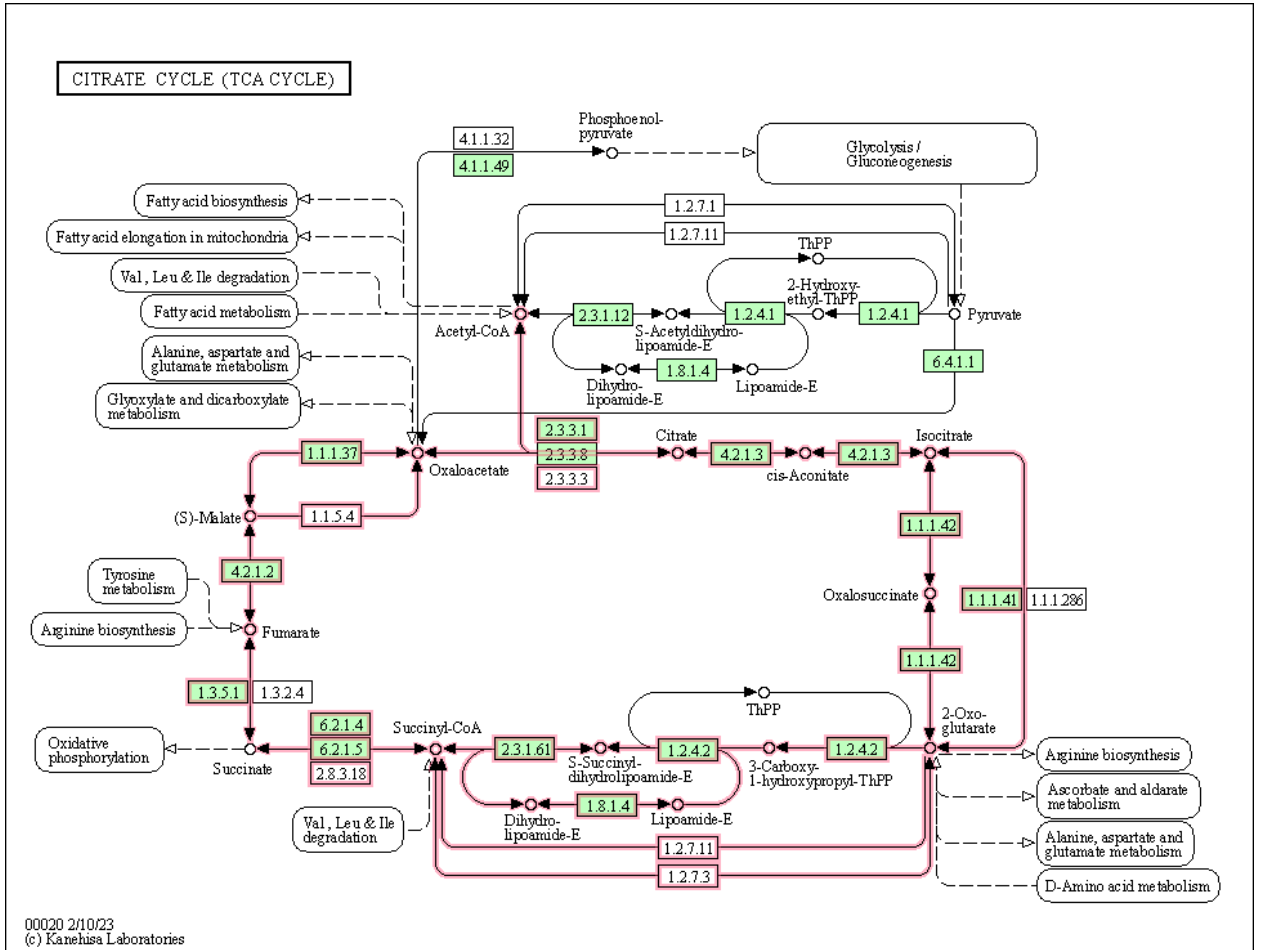 CITRATE CYCLE (TCA CYCLE)
Phosphoenol-
pyruvate
4.1.1.32
4.1.1.49
Glycolysis /
Gluconeogenesis
Fatty acid biosynthesis
Fatty acid elongation in mitochondria
Val, Leu & Ile degradation
Fatty acid metabolism
Alanine, aspartate and
glutamate metabolism
Glyoxylate and dicarboxylate
metabolism
1.2.7.1
1.2.7.11
ThPP
2-Hydroxy-
ethyl-ThPP
Acetyl-CoA
2.3.1.12
1.2.4.1
1.2.4.1
Pyruvate
S-Acetyldihydro-
lipoamide-E
6.4.1.1
1.8.1.4
Dihydro-
lipoamide-E
Lipoamide-E
2.3.3.1
2.3.3.8
2.3.3.3
Citrate
Isocitrate
1.1.1.37
Oxaloacetate
4.2.1.3
cis-Aconitate
4.2.1.3
(S)-Malate
1.1.5.4
1.1.1.42
4.2.1.2
Tyrosine
metabolism
Oxalosuccinate
1.1.1.41
1.1.1.286
Arginine biosynthesis
Fumarate
1.1.1.42
1.3.5.1
1.3.2.4
ThPP
2-Oxo-
glutarate
6.2.1.4
6.2.1.5
2.8.3.18
Succinyl-CoA
Oxidative
phosphorylation
Succinate
2.3.1.61
1.2.4.2
1.2.4.2
S-Succinyl-
dihydrolipoamide-E
3-Carboxy-
1-hydroxypropyl-ThPP
Arginine biosynthesis
Ascorbate and aldarate
metabolism
1.8.1.4
Dihydro-
lipoamide-E
Lipoamide-E
Val, Leu & Ile
degradation
Alanine, aspartate and
glutamate metabolism
1.2.7.11
1.2.7.3
D-Amino acid metabolism
00020 2/10/23
(c) Kanehisa Laboratories